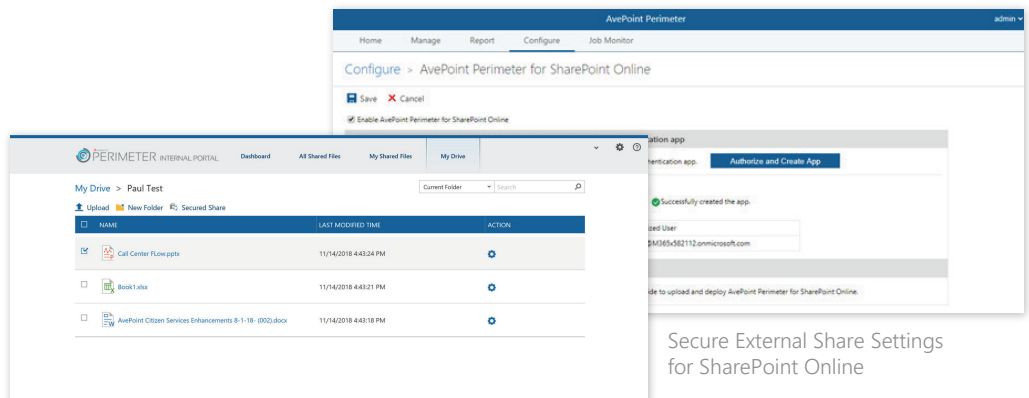 AvePoint Perimeter
admin
Home Manage Report Configure Job Monitor
Configure > AvePoint Perimeter for SharePoint Online
Save Cancel
Enable AvePoint Perimeter for SharePoint Online
ation app
hentication app. Authorize and Create App
Successfully created the app.
zed User
@M365x582112.onmicrosoft.com
ide to upload and deploy AvePoint Perimeter for SharePoint Online.
PERIMETER INTERNAL PORTAL Dashboard All Shared Files My Shared Files My Drive
My Drive > Paul Test
Current Folder Search
Upload New Folder Secured Share
NAME LAST MODIFIED TIME ACTION
Call Center FLow.pptx 11/14/2018 4:43:24 PM
Book1.xlsx 11/14/2018 4:43:21 PM
AvePoint Citizen Services Enhancements 8-1-18- (002).docx 11/14/2018 4:43:18 PM
Secure External Share Settings
for SharePoint Online